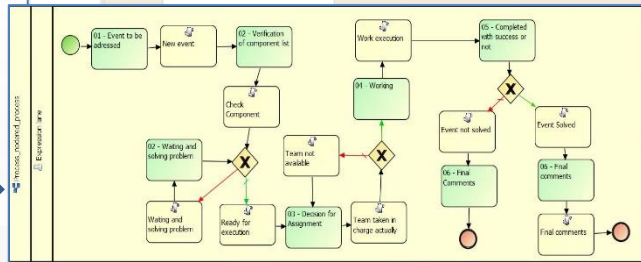 Process_nodered_process
Expression lane
01 - Event to be
adressed
New event
02 - Verification
of component list
Check
Component
02 - Wating and
solving problem
Wating and
solving problem
X
Ready for
execution
03 - Decision for
Assignment
Team not
available
Team taken in
charge actually
X
04 - Working
Work execution
05 - Completed
with success or
not
X
Event not solved
06 - Final
Comments
Event Solved
06 - Final
comments
Final comments